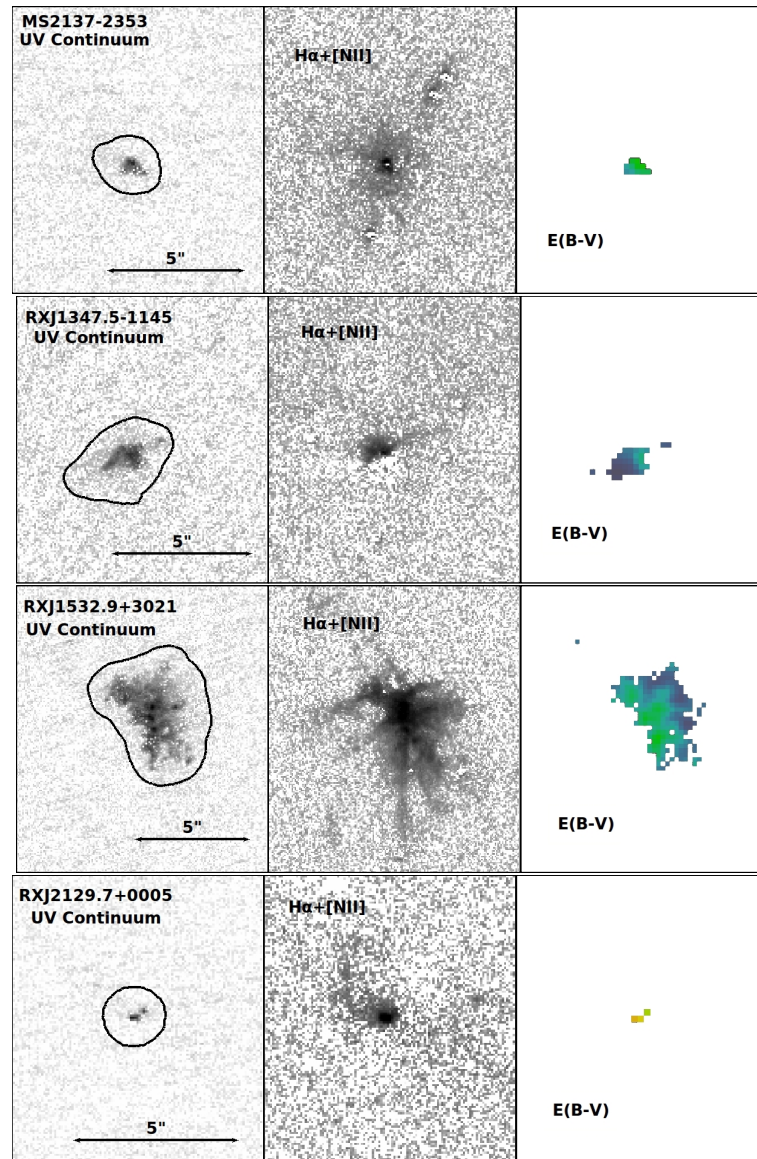 MS2137-2353
UV Continuum
Hα+[NII]
5"
E(B-V)
RXJ1347.5-1145
UV Continuum
Hα+[NII]
5"
E(B-V)
RXJ1532.9+3021
UV Continuum
Hα+[NII]
5"
E(B-V)
RXJ2129.7+0005
UV Continuum
Hα+[NII]
5"
E(B-V)